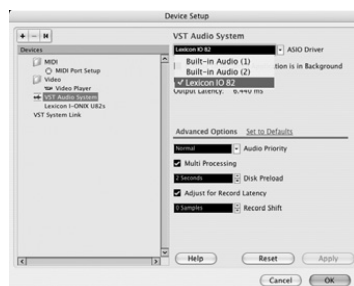 Device Setup
Devices
MIDI
MIDI Port Setup
Video
Video Player
VST Audio System
Lexicon I-ONIX U82s
VST System Link
VST Audio System
Lexicon IO 82
ASIO Driver
Built-in Audio (1)
Built-in Audio (2)
✓ Lexicon IO 82
tion is in Background
Output Latency: 6.440 ms
Advanced Options Set to Defaults
Normal
Audio Priority
Multi Processing
2 Seconds
Disk Preload
Adjust for Record Latency
0 Samples
Record Shift
Help
Reset
Apply
Cancel
OK